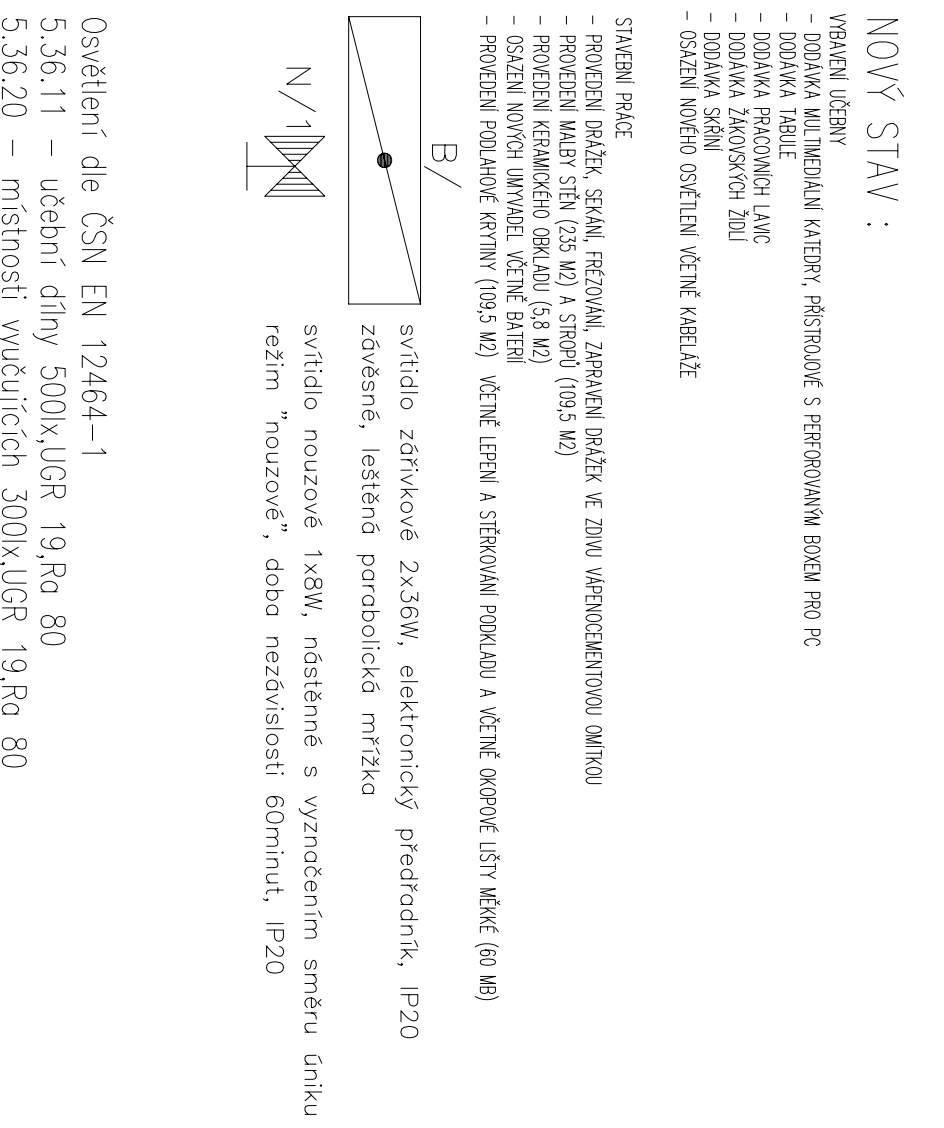 NOVÝ STAV :
VYBAVENÍ UČEBNY
- DODÁVKA MULTIMEDIÁLNÍ KATEDRY, PŘÍSTROJOVĚ S PERFOROVANÝM BOXEM PRO PC
- DODÁVKA TABULE
- DODÁVKA PRACOVNÍCH LAVIC
- DODÁVKA ŽÁKOVSKÝCH ŽIDLÍ
- DODÁVKA SKŘÍNÍ
- OSAZENÍ NOVÉHO OSVĚTLENÍ VČETNĚ KABELÁŽE
STAVEBNÍ PRÁCE
- PROVEDENÍ DRÁŽEK, SEKÁNÍ, FRÉZOVÁNÍ, ZAPRAVENÍ DRÁŽEK VE ZDIVU VÁPENOCEMENTOVOU OMÍTKOU
- PROVEDENÍ MALBY STĚN (235 M2) A STROPŮ (109,5 M2)
- PROVEDENÍ KERAMICKÉHO OBKLADU (5,8 M2)
- OSAZENÍ NOVÝCH UMYVADEL VČETNĚ BATERIÍ
- PROVEDENÍ PODLAHOVÉ KRYTINY (109,5 M2) VČETNĚ LEPENÍ A STĚRKOVÁNÍ PODKLADU A VČETNĚ OKOPOVÉ LIŠTY MĚKKÉ (60 MB)
B/
svítidlo zářivkové 2x36W, elektronický předřadník, IP20
závěsné, leštěná parabolická mřížka
N/1
svítidlo nouzové 1x8W, nástěnné s vyznačením směru úniku
režim "nouzové", doba nezávislosti 60minut, IP20
Osvětlení dle ČSN EN 12464-1
5.36.11 - učební dílny 500lx,UGR 19,Ra 80
5.36.20 - místnosti vyučujících 300lx,UGR 19,Ra 80